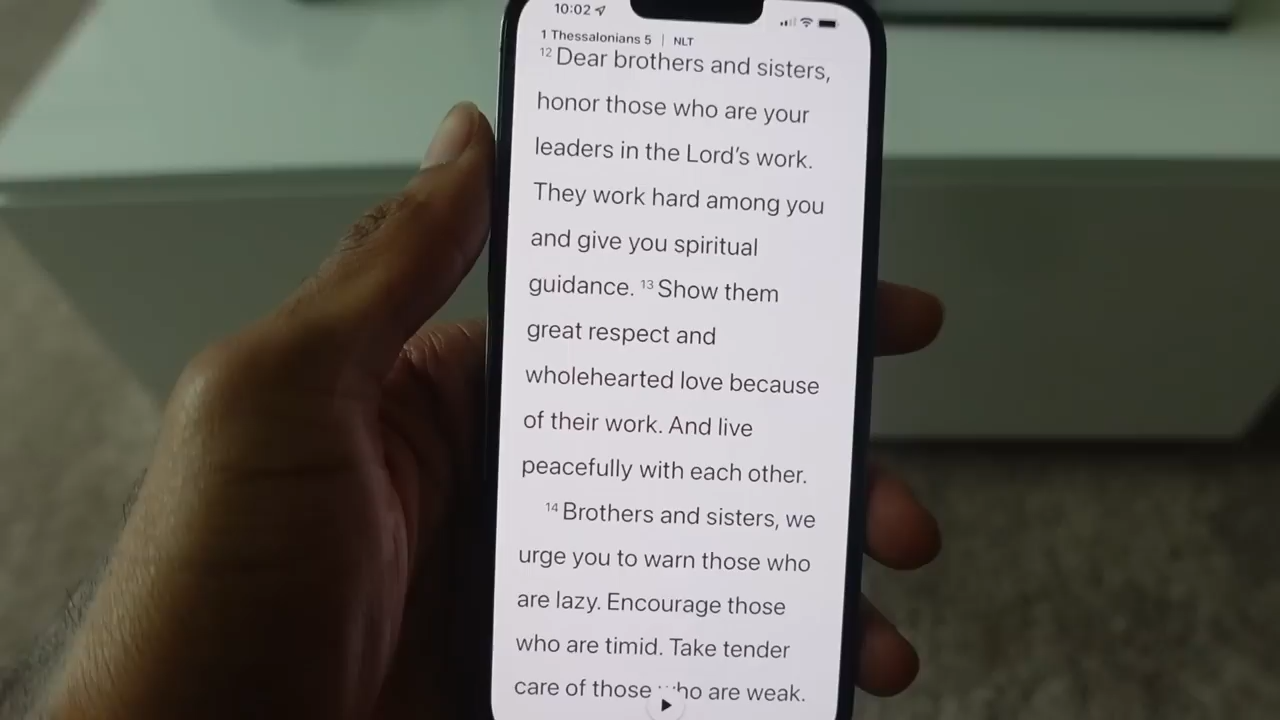 10:02
1 Thessalonians 5 | NLT
12 Dear brothers and sisters,
honor those who are your
leaders in the Lord's work.
They work hard among you
and give you spiritual
guidance. 13 Show them
great respect and
wholehearted love because
of their work. And live
peacefully with each other.
14 Brothers and sisters, we
urge you to warn those who
are lazy. Encourage those
who are timid. Take tender
care of those who are weak.